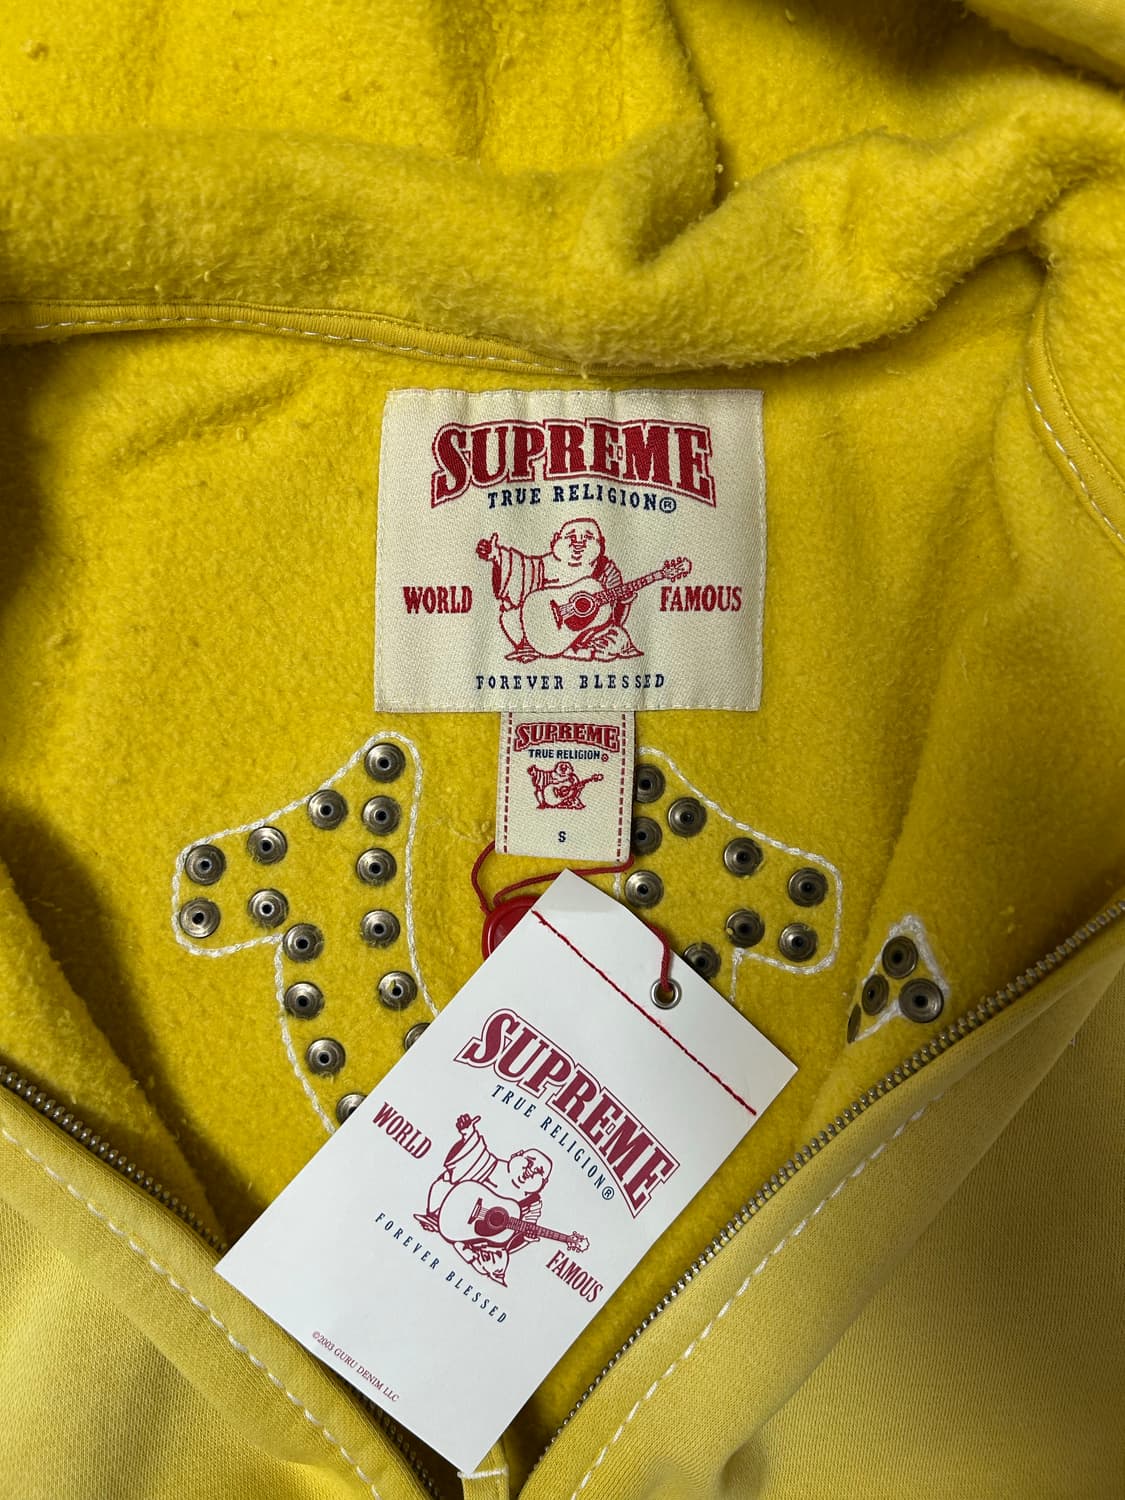 SUPREME
TRUE RELIGION®
WORLD FAMOUS
FOREVER BLESSED
SUPREME
TRUE RELIGION®
S
SUPREME
TRUE RELIGION®
WORLD FAMOUS
FOREVER BLESSED
©2003 GURU DENIM LLC